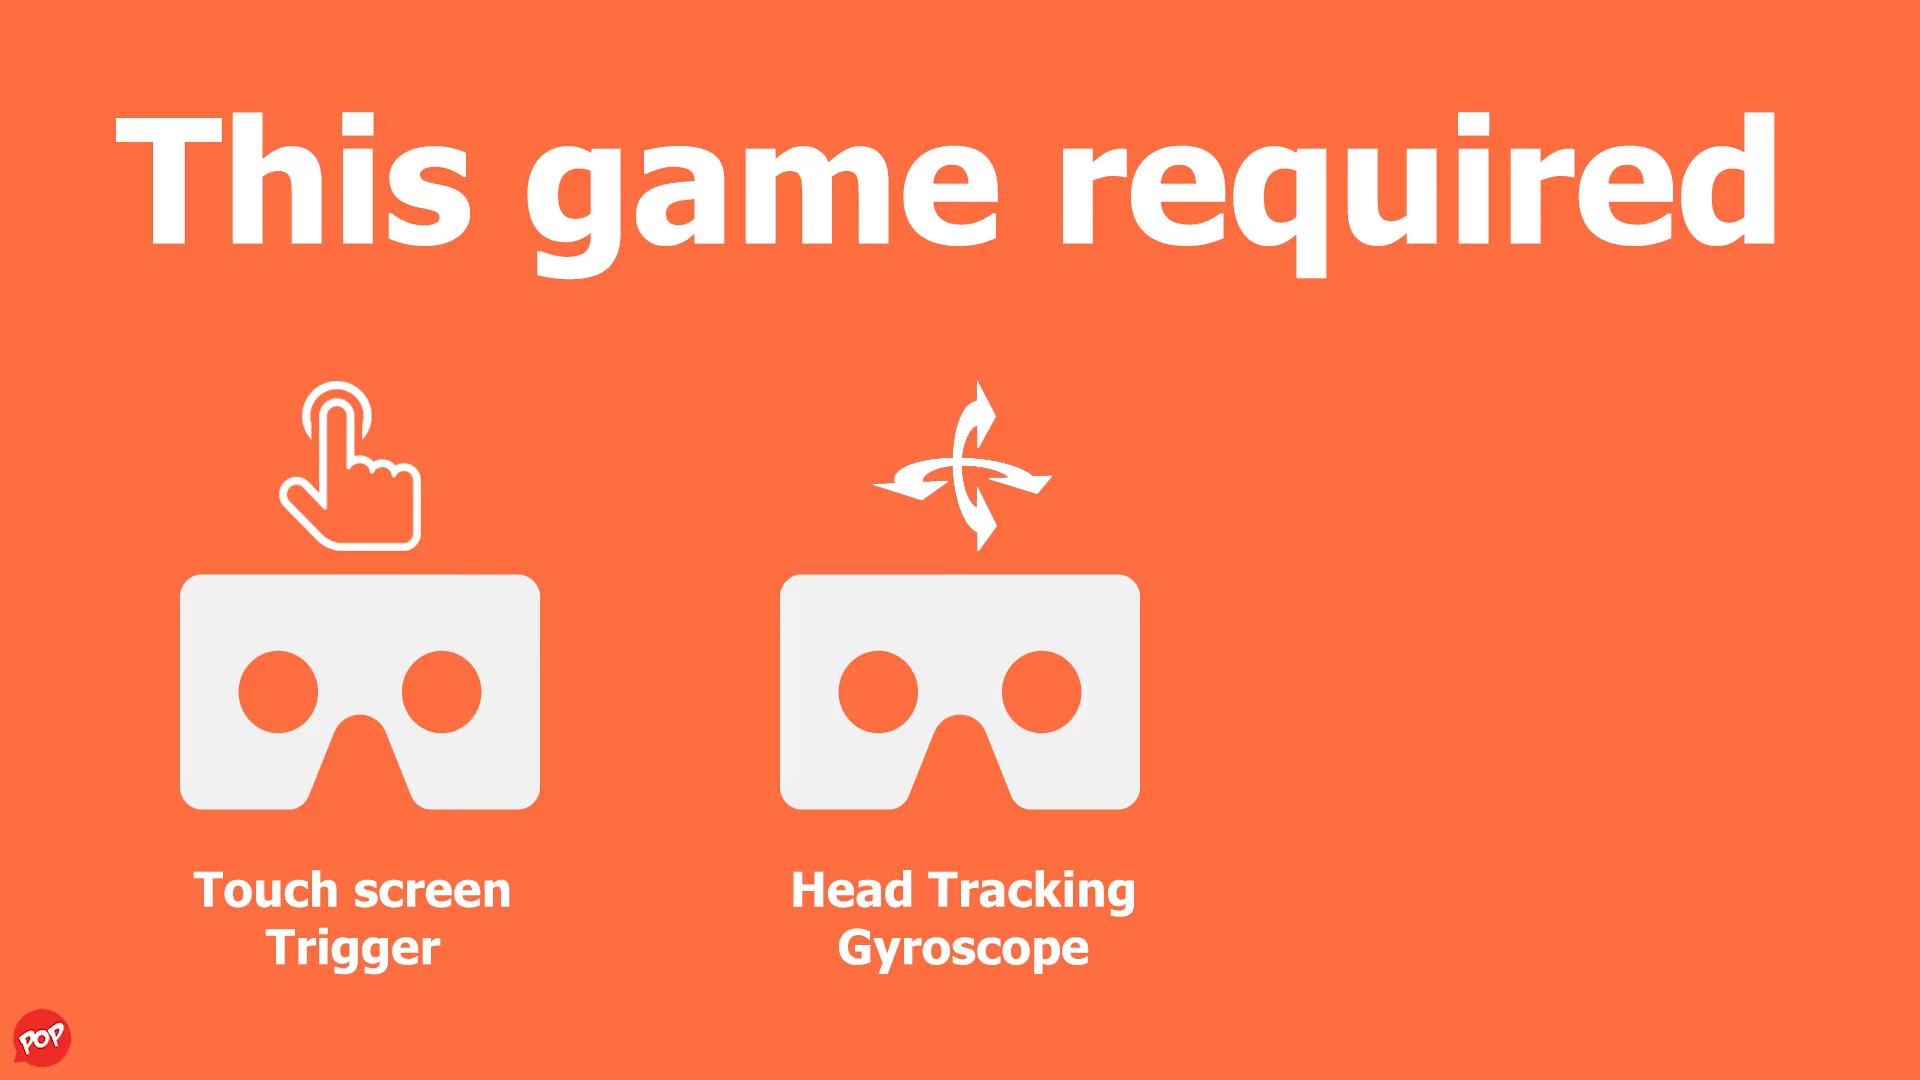 This game required
Touch screen
Trigger
Head Tracking
Gyroscope
POP